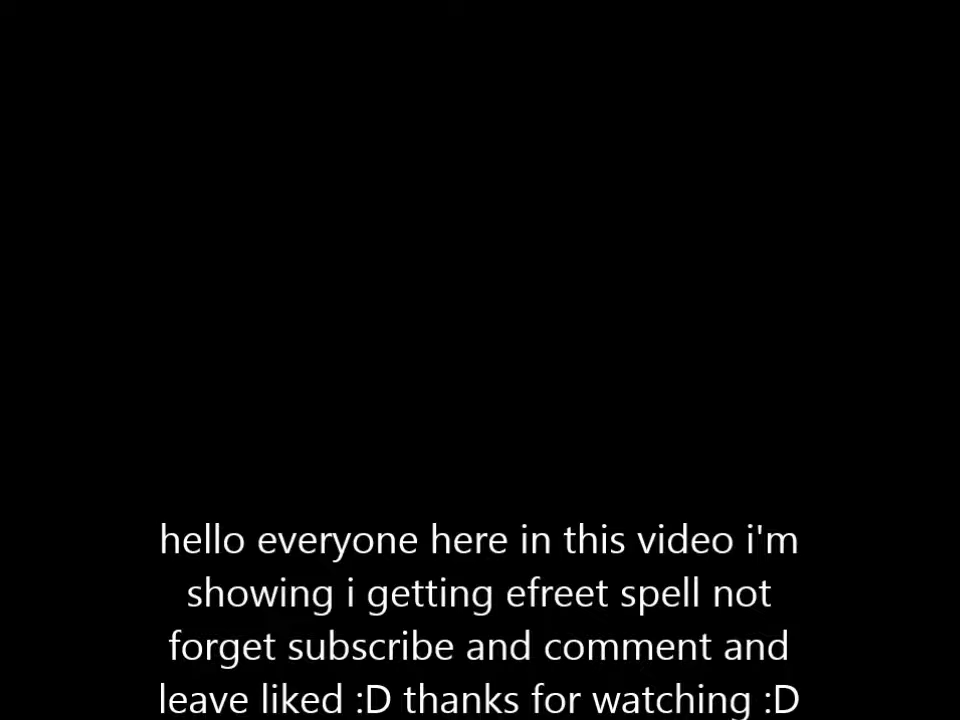 hello everyone here in this video i'm
showing i getting efreet spell not
forget subscribe and comment and
leave liked :D thanks for watching :D